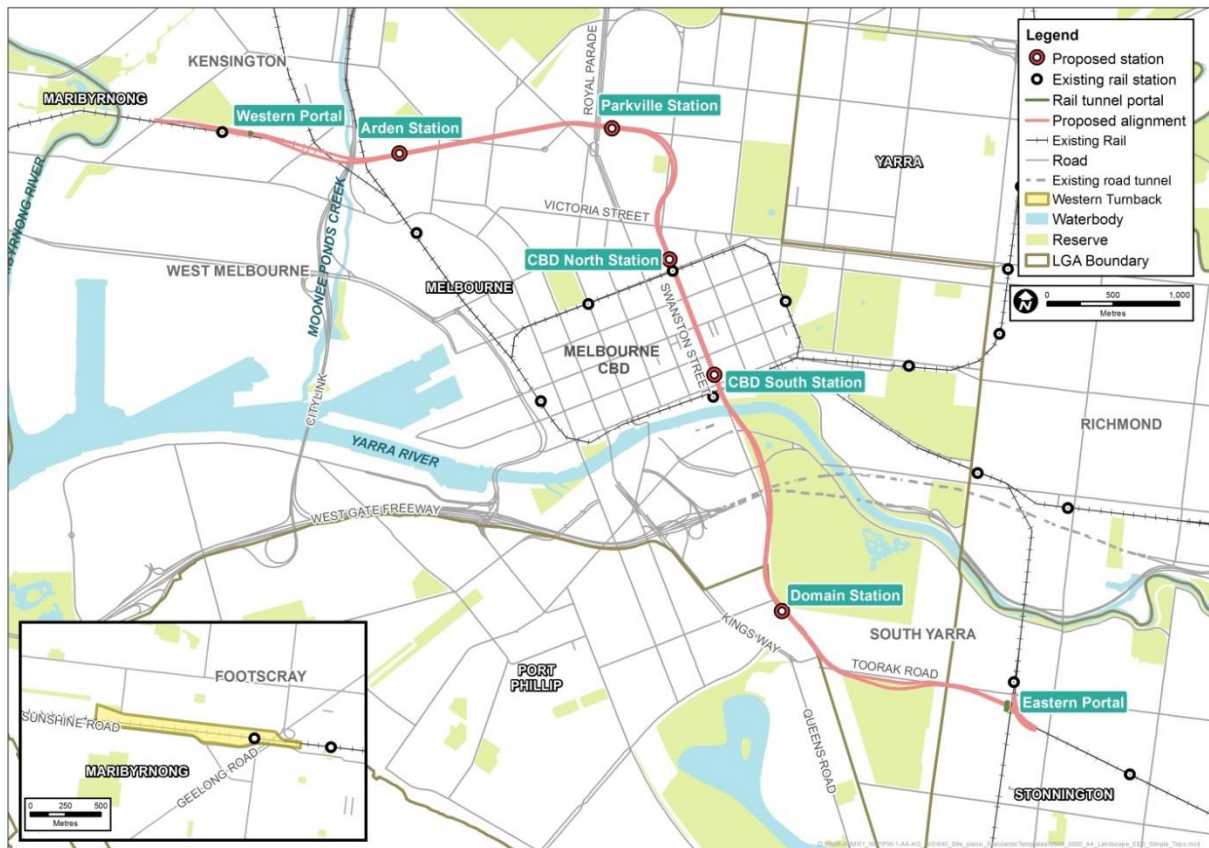 KENSINGTON
MARIBYRNONG
Western Portal
Arden Station
ROYAL PARADE
Parkville Station
YARRA
Legend
Proposed station
Existing rail station
Rail tunnel portal
Proposed alignment
Existing Rail
Road
Existing road tunnel
Western Turnback
Waterbody
Reserve
LGA Boundary
N
0 500 1,000
Metres
MOONEE PONDS CREEK
VICTORIA STREET
CBD North Station
WEST MELBOURNE
MELBOURNE
SWANSTON STREET
MELBOURNE
CBD
CBD South Station
CITYLINK
YARRA RIVER
RICHMOND
WEST GATE FREEWAY
Domain Station
KINGS WAY
SOUTH YARRA
TOORAK ROAD
PORT
PHILLIP
QUEENS ROAD
Eastern Portal
STONNINGTON
FOOTSCRAY
SUNSHINE ROAD
GEELONG ROAD
MARIBYRNONG
0 250 500
Metres